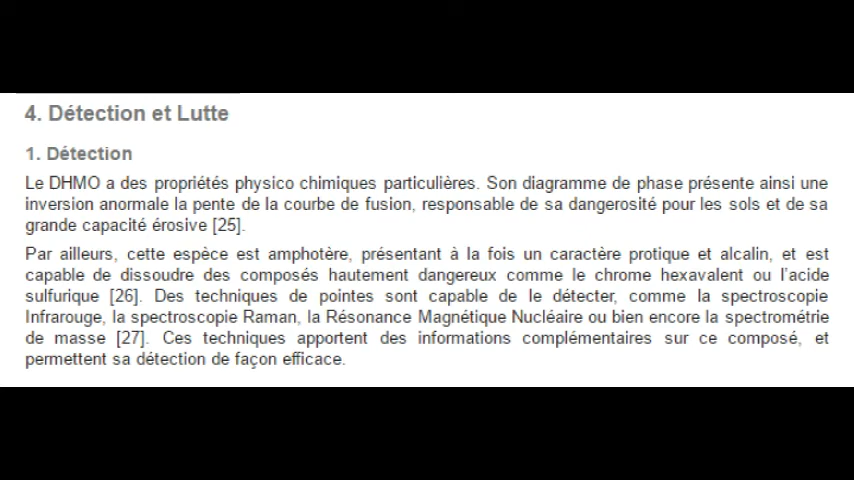 4. Détection et Lutte
1. Détection
Le DHMO a des propriétés physico chimiques particulières. Son diagramme de phase présente ainsi une
inversion anormale la pente de la courbe de fusion, responsable de sa dangerosité pour les sols et de sa
grande capacité érosive [25].
Par ailleurs, cette espèce est amphotère, présentant à la fois un caractère protique et alcalin, et est
capable de dissoudre des composés hautement dangereux comme le chrome hexavalent ou l'acide
sulfurique [26]. Des techniques de pointes sont capable de le détecter, comme la spectroscopie
Infrarouge, la spectroscopie Raman, la Résonance Magnétique Nucléaire ou bien encore la spectrométrie
de masse [27]. Ces techniques apportent des informations complémentaires sur ce composé, et
permettent sa détection de façon efficace.